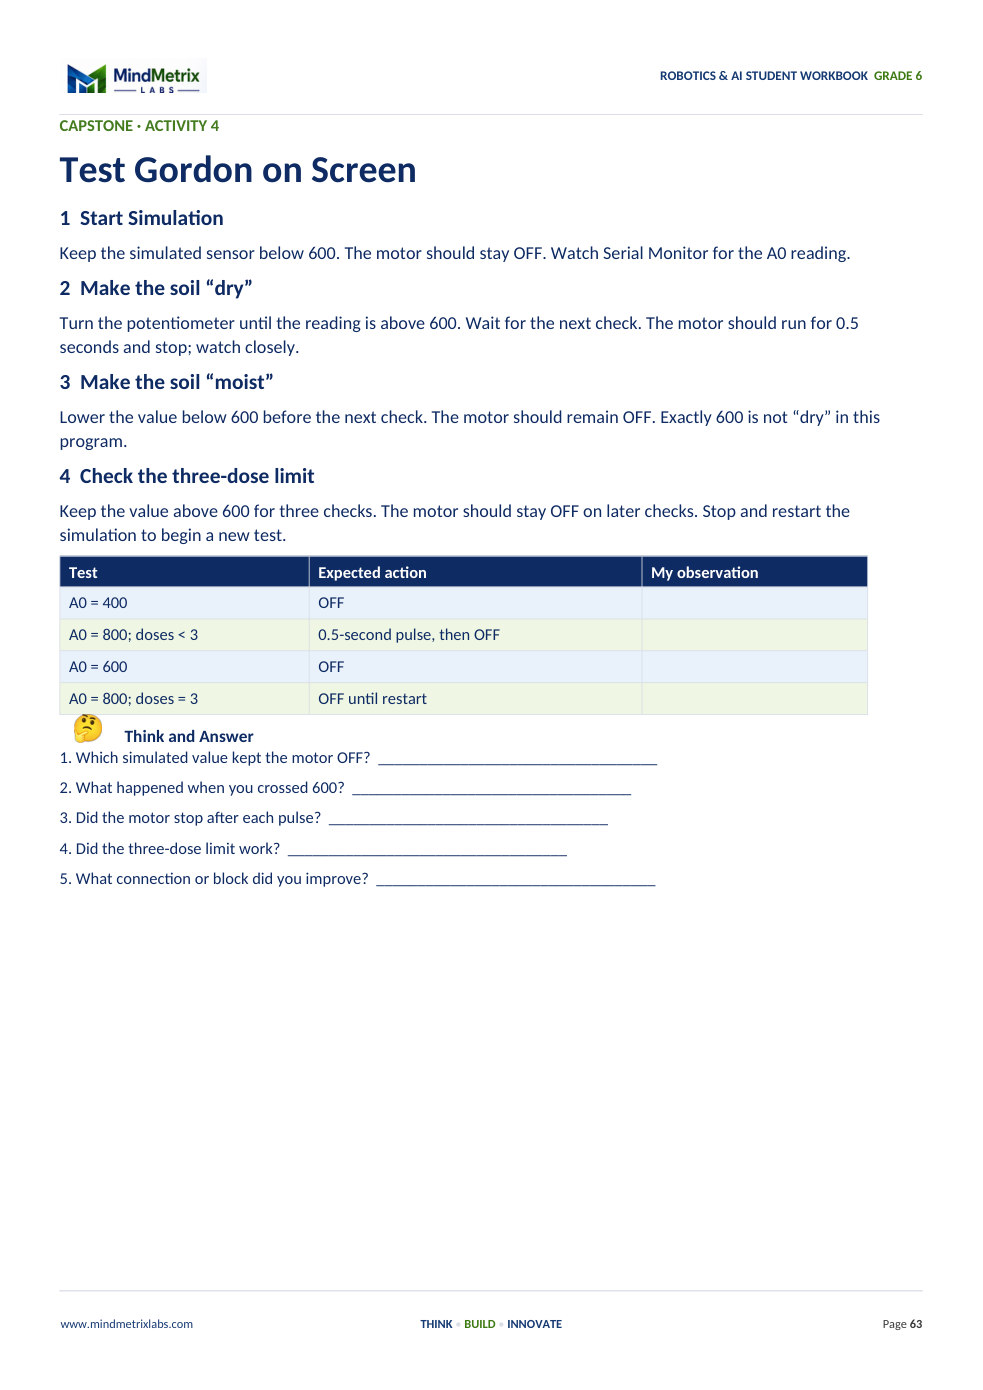 MindMetrix
LABS
ROBOTICS & AI STUDENT WORKBOOK GRADE 6
CAPSTONE · ACTIVITY 4
Test Gordon on Screen
1 Start Simulation
Keep the simulated sensor below 600. The motor should stay OFF. Watch Serial Monitor for the A0 reading.
2 Make the soil “dry”
Turn the potentiometer until the reading is above 600. Wait for the next check. The motor should run for 0.5
seconds and stop; watch closely.
3 Make the soil “moist”
Lower the value below 600 before the next check. The motor should remain OFF. Exactly 600 is not “dry” in this
program.
4 Check the three-dose limit
Keep the value above 600 for three checks. The motor should stay OFF on later checks. Stop and restart the
simulation to begin a new test.
Test Expected action My observation
A0 = 400 OFF
A0 = 800; doses < 3 0.5-second pulse, then OFF
A0 = 600 OFF
A0 = 800; doses = 3 OFF until restart
🤔 Think and Answer
1. Which simulated value kept the motor OFF? ___________________________________
2. What happened when you crossed 600? ___________________________________
3. Did the motor stop after each pulse? ___________________________________
4. Did the three-dose limit work? ___________________________________
5. What connection or block did you improve? ___________________________________
www.mindmetrixlabs.com THINK • BUILD • INNOVATE Page 63